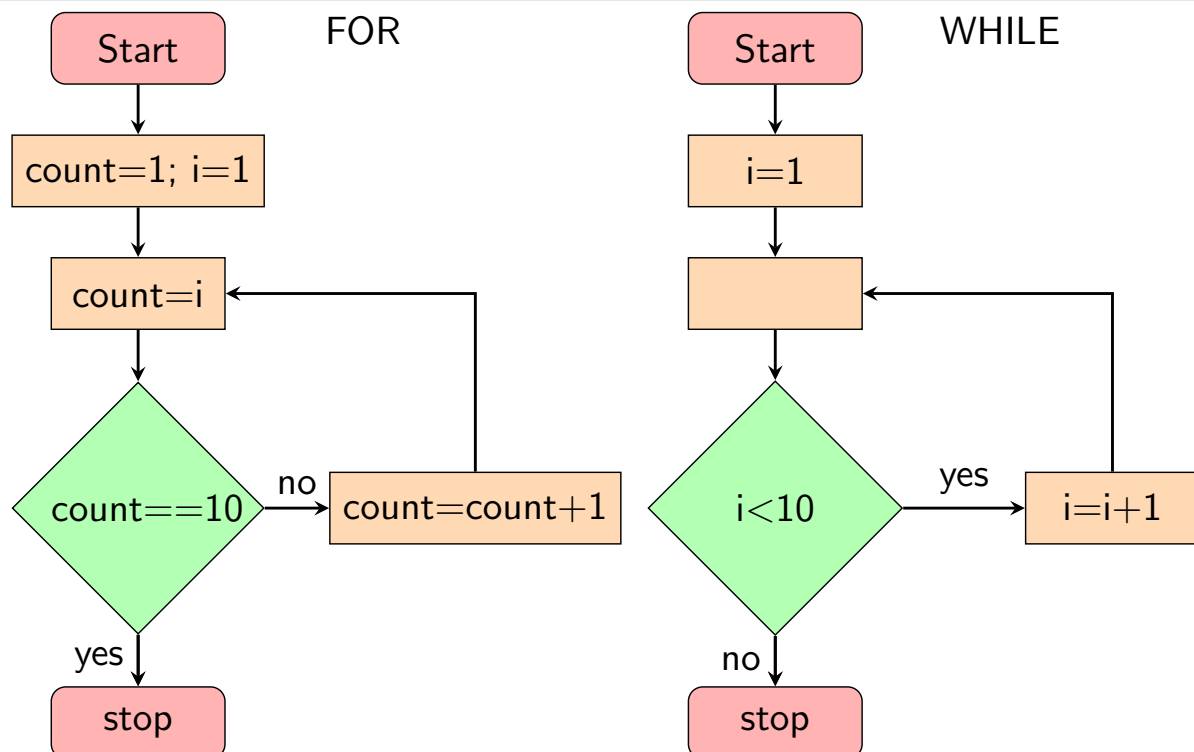 FOR
Start
count=1; i=1
count=i
count==10
no
count=count+1
yes
stop
WHILE
Start
i=1
i<10
yes
i=i+1
no
stop